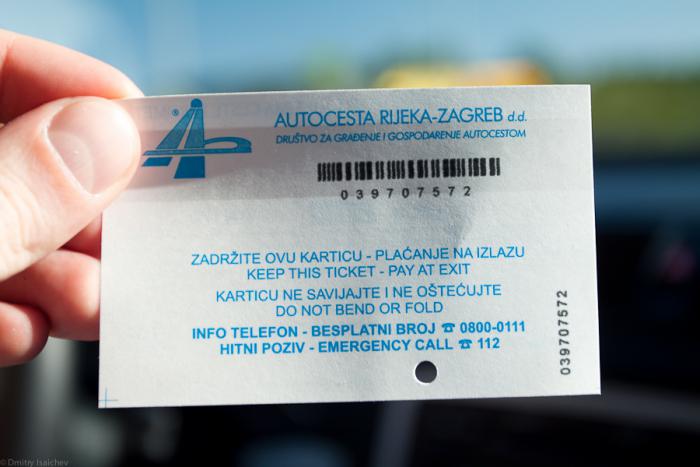 ®
AUTOCESTA RIJEKA-ZAGREB d.d.
DRUŠTVO ZA GRAĐENJE I GOSPODARENJE AUTOCESTOM
039707572
ZADRŽITE OVU KARTICU - PLAĆANJE NA IZLAZU
KEEP THIS TICKET - PAY AT EXIT
KARTICU NE SAVIJAJTE I NE OŠTEĆUJTE
DO NOT BEND OR FOLD
INFO TELEFON - BESPLATNI BROJ ☎ 0800-0111
HITNI POZIV - EMERGENCY CALL ☎ 112
039707572
© Dmitry Isaichev